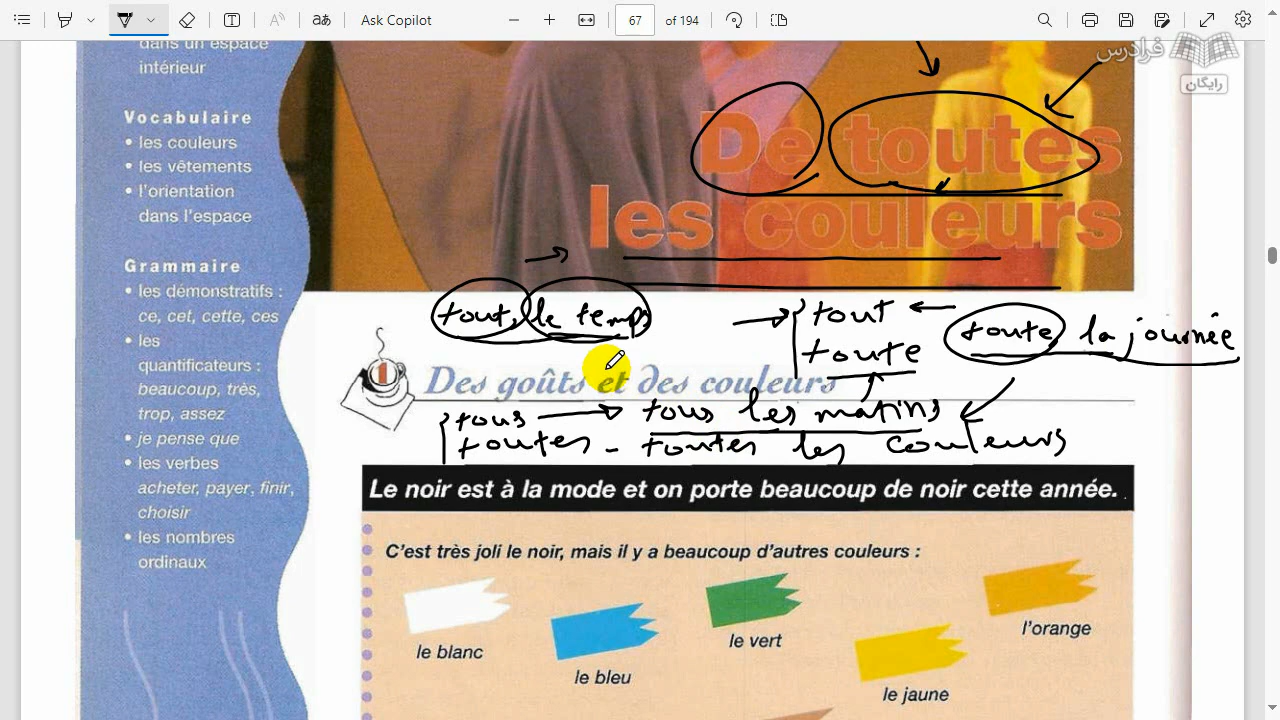 Ask Copilot
67 of 194
فرادرس
رایگان
dans un espace
intérieur
Vocabulaire
• les couleurs
• les vêtements
• l'orientation
dans l'espace
Grammaire
• les démonstratifs :
ce, cet, cette, ces
• les
quantificateurs :
beaucoup, très,
trop, assez
• je pense que
• les verbes
acheter, payer, finir,
choisir
• les nombres
ordinaux
De toutes
les couleurs
tout, le temps
tout
toute
toute la journée
1
Des goûts et des couleurs
tous tous les matins
toutes - toutes les couleurs
Le noir est à la mode et on porte beaucoup de noir cette année.
C'est très joli le noir, mais il y a beaucoup d'autres couleurs :
le blanc
le bleu
le vert
le jaune
l'orange